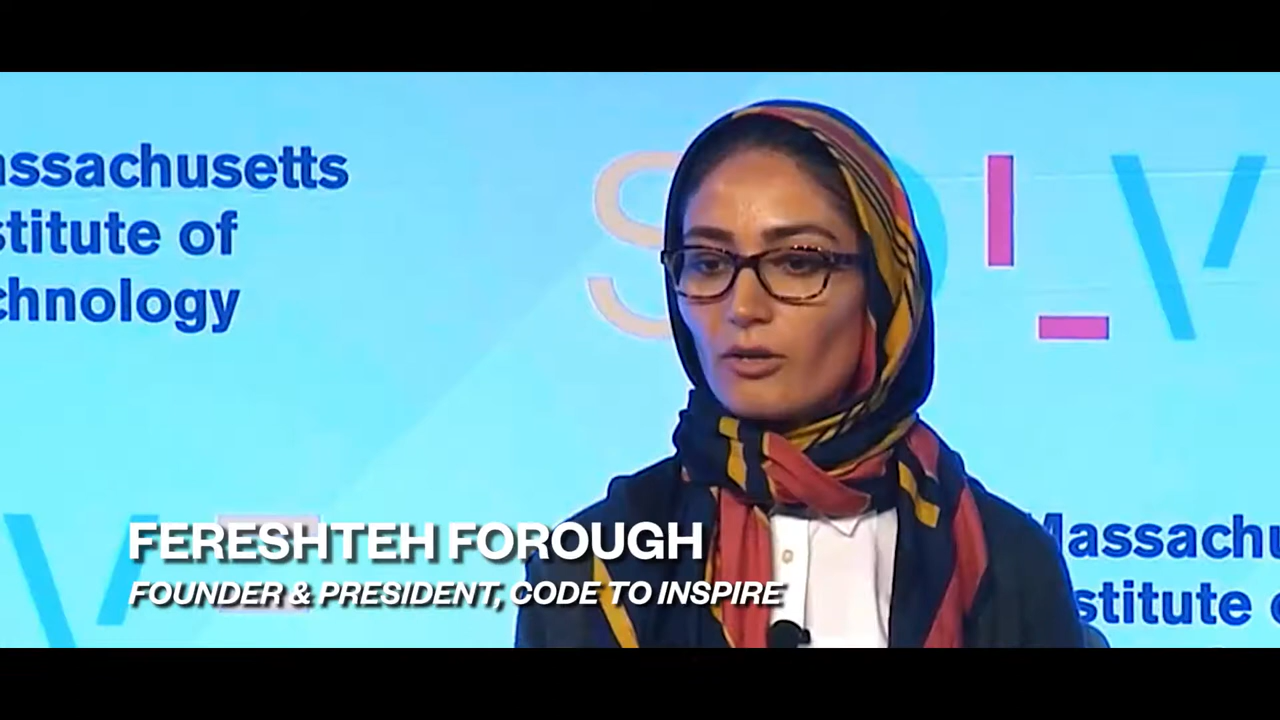 assachusetts
stitute of
chnology
FERESHTEH FOROUGH
FOUNDER & PRESIDENT, CODE TO INSPIRE
Massachu
stitute